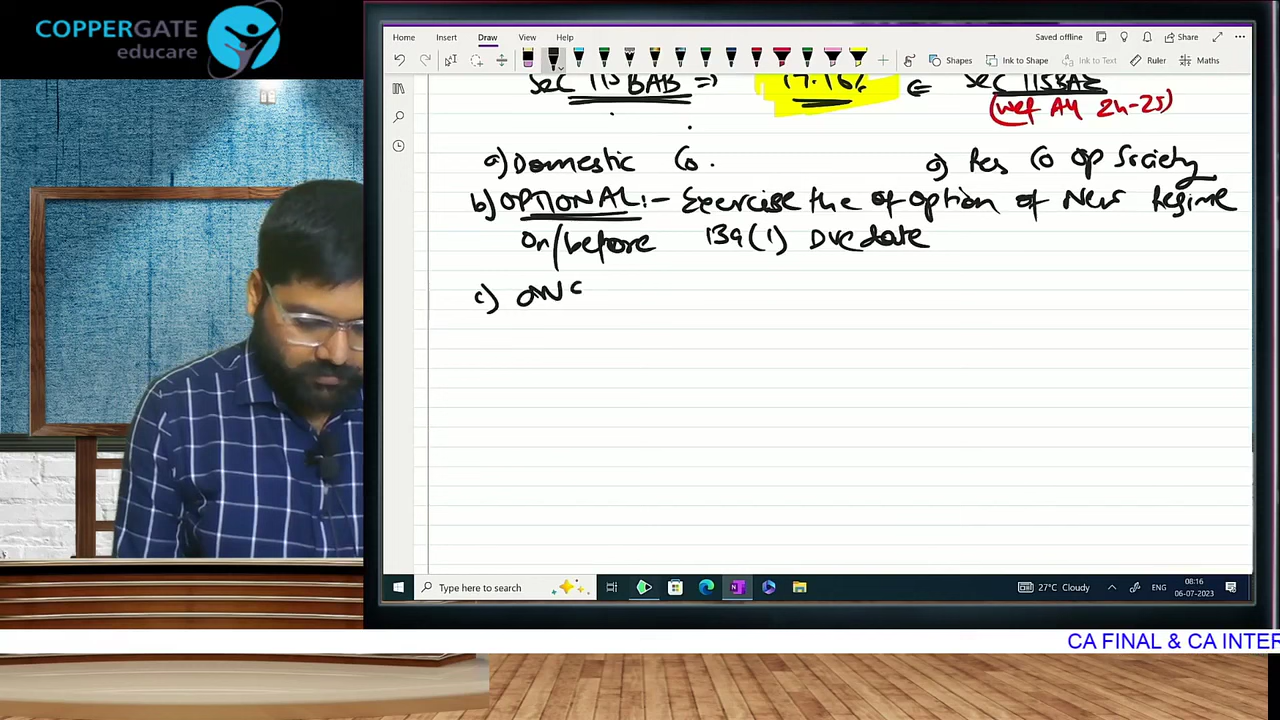 COPPERGATE
educare
Home Insert Draw View Help
Saved offline
Share
Shapes
Ink to Shape
Ink to Text
Ruler
Maths
Sec 115BAB => 17.16% <= Sec 115BAE
(wef AY 24-25)
a) Domestic Co. a) Res Co Op Society
b) OPTIONAL:- Exercise the of option of New Regime
On/before 139(1) Due date
c) ONC
Type here to search
27°C Cloudy
ENG
08:16
06-07-2023
CA FINAL & CA INTER